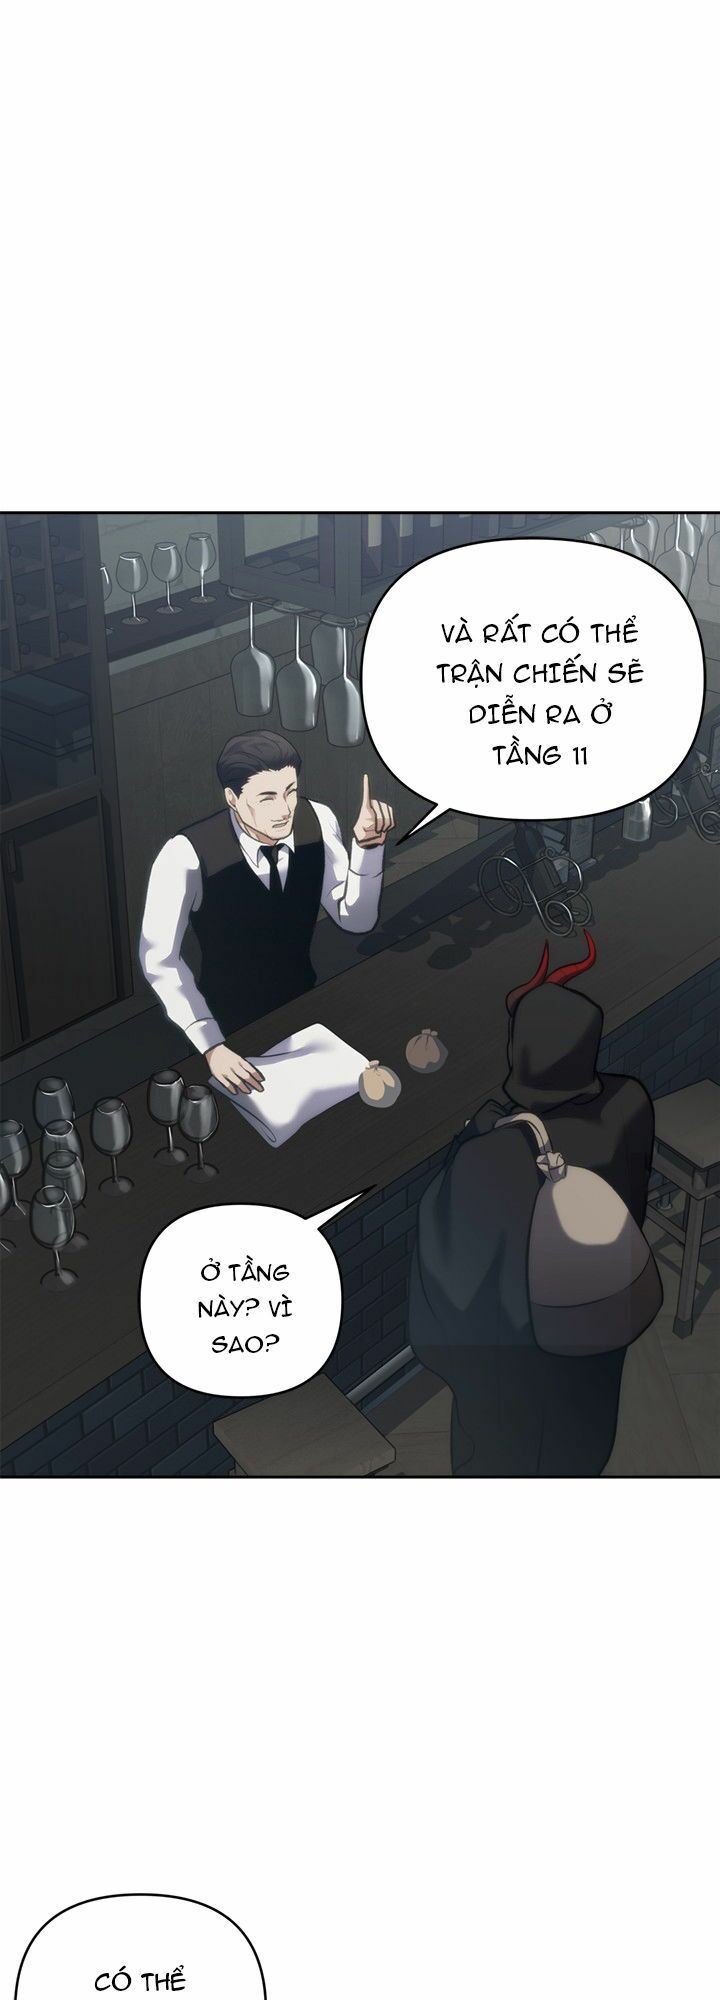 VÀ RẤT CÓ THỂ
TRẬN CHIẾN SẼ
DIỄN RA Ở
TẦNG 11
Ở TẦNG
NÀY? VÌ
SAO?
CÓ THỂ